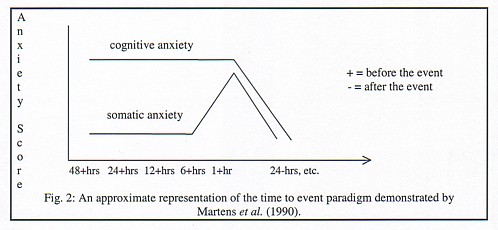 Anxiety Score
cognitive anxiety
+ = before the event
- = after the event
somatic anxiety
48+hrs 24+hrs 12+hrs 6+hrs 1+hr 24-hrs, etc.
Fig. 2: An approximate representation of the time to event paradigm demonstrated by
Martens et al. (1990).